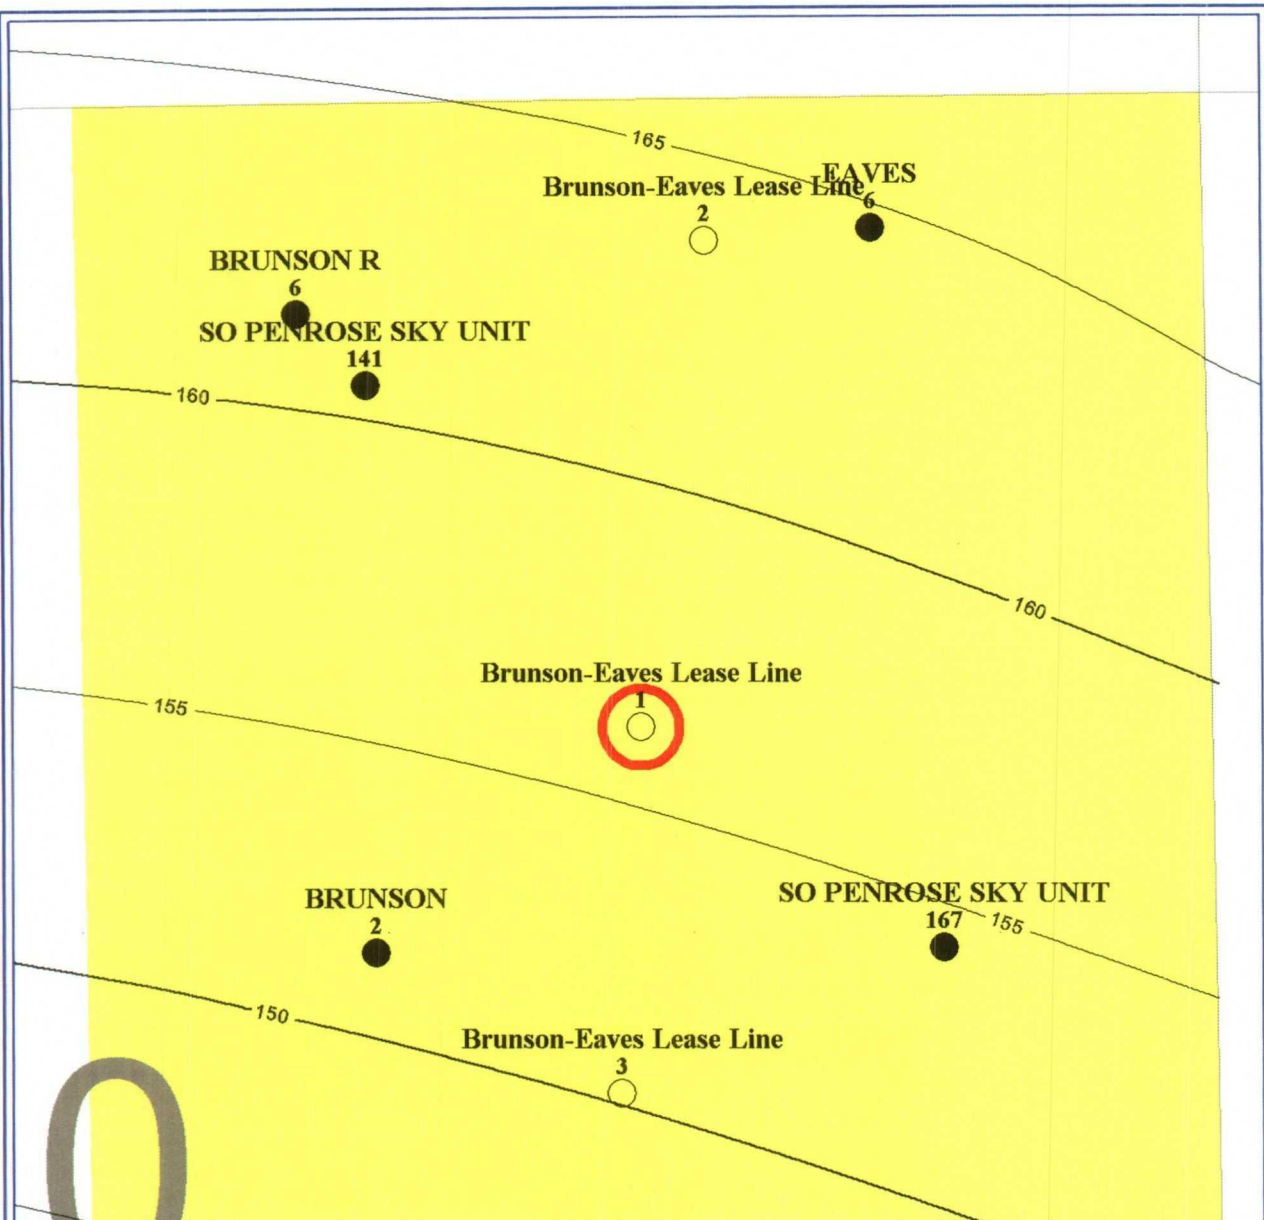 165
EAVES
Brunson-Eaves Lease Line
6
2
BRUNSON R
6
SO PENROSE SKY UNIT
141
160
160
Brunson-Eaves Lease Line
1
155
BRUNSON
2
SO PENROSE SKY UNIT
167
155
150
Brunson-Eaves Lease Line
3
0